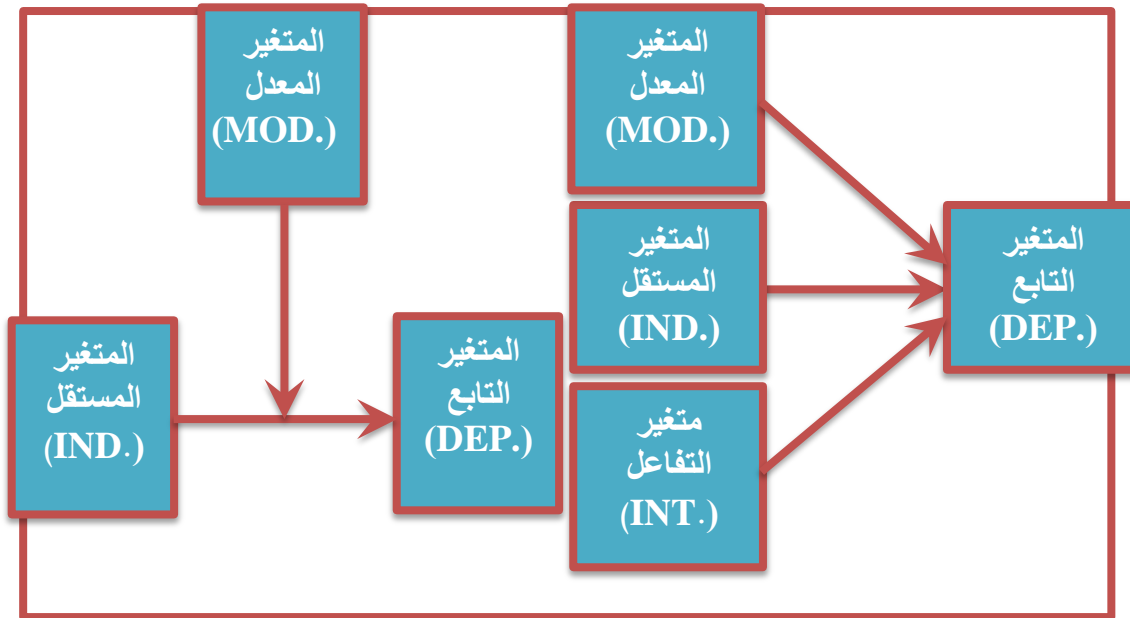 المتغير
المعدل
(MOD.)
المتغير
المعدل
(MOD.)
المتغير
المستقل
(IND.)
المتغير
التابع
(DEP.)
المتغير
المستقل
(IND.)
المتغير
التابع
(DEP.)
متغير
التفاعل
(INT.)